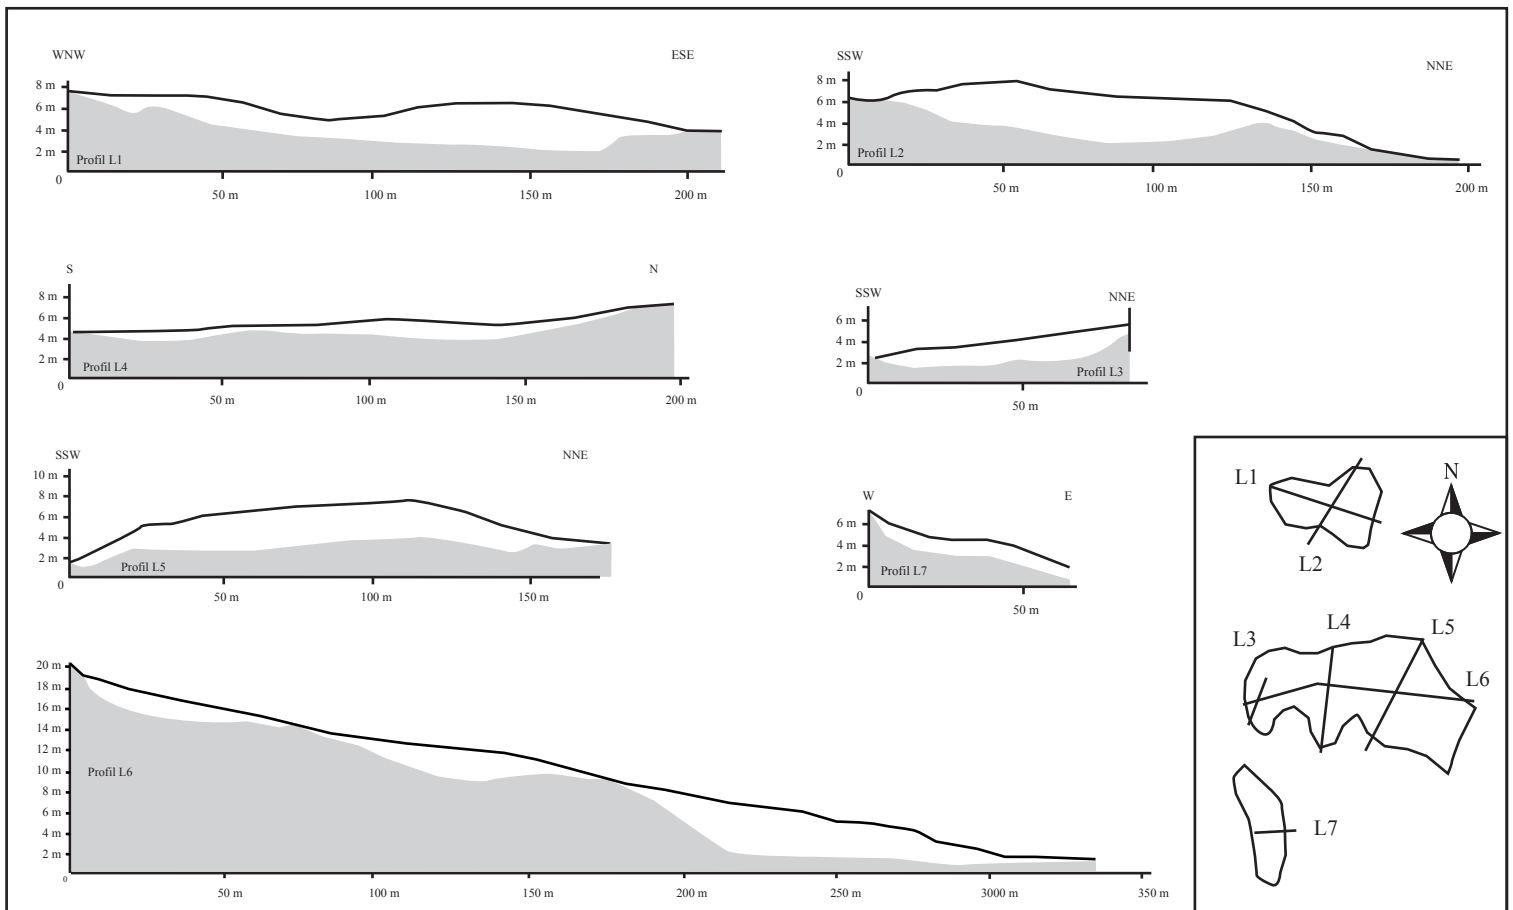 WNW ESE
8 m
6 m
4 m
2 m
Profil L1
0
50 m 100 m 150 m 200 m
SSW NNE
8 m
6 m
4 m
2 m
Profil L2
0
50 m 100 m 150 m 200 m
S N
8 m
6 m
4 m
2 m
Profil L4
0
50 m 100 m 150 m 200 m
SSW NNE
6 m
4 m
2 m
Profil L3
0
50 m
SSW NNE
10 m
8 m
6 m
4 m
2 m
Profil L5
0
50 m 100 m 150 m
W E
6 m
4 m
2 m
Profil L7
0
50 m
20 m
18 m
16 m
14 m
12 m
10 m
Profil L6
8 m
6 m
4 m
2 m
0
50 m 100 m 150 m 200 m 250 m 3000 m 350 m
L1
N
L2
L4
L5
L3
L6
L7